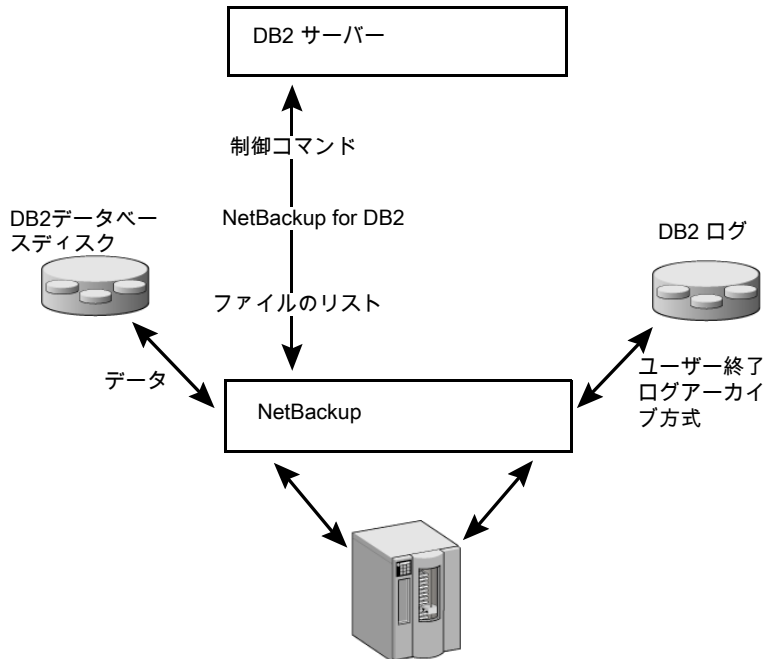 DB2 サーバー
制御コマンド
NetBackup for DB2
DB2データベー
スディスク
DB2 ログ
ファイルのリスト
データ
ユーザー終了
ログアーカイ
ブ方式
NetBackup